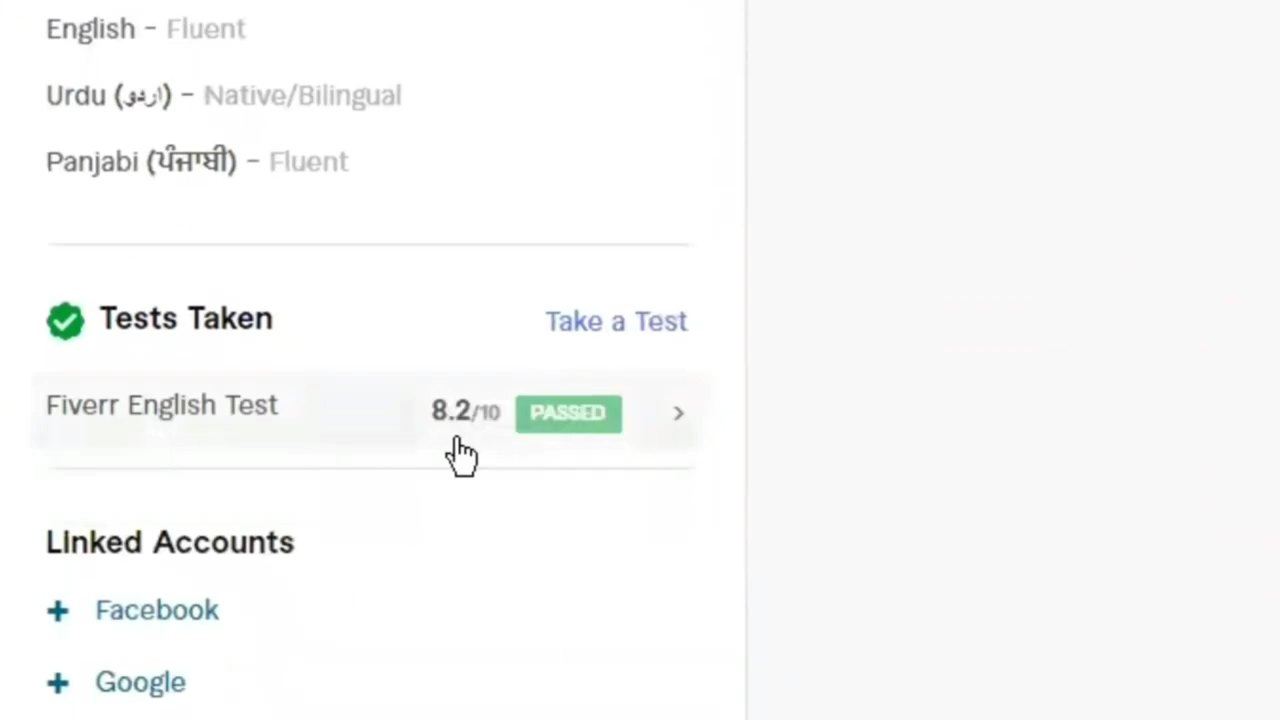 English - Fluent
Urdu (اردو) - Native/Bilingual
Panjabi (ਪੰਜਾਬੀ) - Fluent
Tests Taken
Take a Test
Fiverr English Test 8.2/10 PASSED >
Linked Accounts
+ Facebook
+ Google